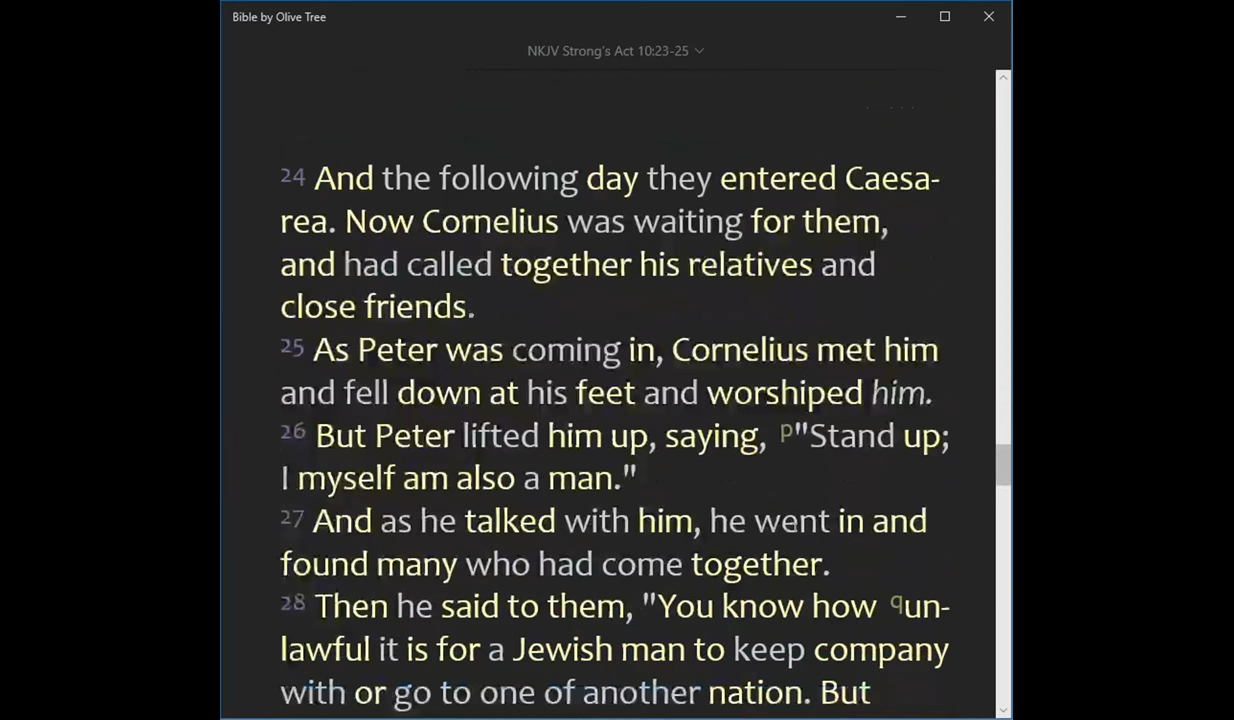 Bible by Olive Tree
NKJV Strong's Act 10:23-25
24 And the following day they entered Caesa-
rea. Now Cornelius was waiting for them,
and had called together his relatives and
close friends.
25 As Peter was coming in, Cornelius met him
and fell down at his feet and worshiped him.
26 But Peter lifted him up, saying, p"Stand up;
I myself am also a man."
27 And as he talked with him, he went in and
found many who had come together.
28 Then he said to them, "You know how qun-
lawful it is for a Jewish man to keep company
with or go to one of another nation. But